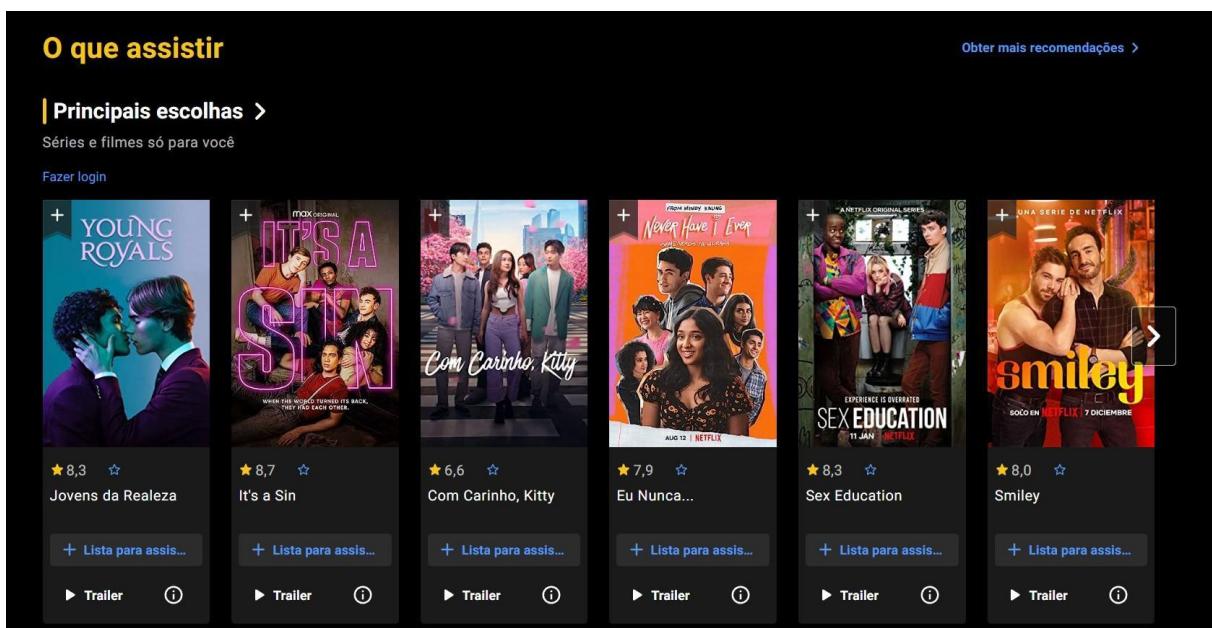 O que assistir
Obter mais recomendações
Principais escolhas
Séries e filmes só para você
Fazer login
YOUNG
ROYALS
max ORIGINAL
IT'S A
SIN
WHEN THE WORLD TURNED ITS BACK,
THEY HAD EACH OTHER.
Com Carinho, Kitty
FROM MINDY KALING
Never Have I Ever
AUG 12 | NETFLIX
A NETFLIX ORIGINAL SERIES
EXPERIENCE IS OVERRATED
SEX EDUCATION
11 JAN NETFLIX
UNA SERIE DE NETFLIX
smiley
SOLO EN NETFLIX 7 DICIEMBRE
8,3
8,7
6,6
7,9
8,3
8,0
Jovens da Realeza
It's a Sin
Com Carinho, Kitty
Eu Nunca...
Sex Education
Smiley
+ Lista para assis...
+ Lista para assis...
+ Lista para assis...
+ Lista para assis...
+ Lista para assis...
+ Lista para assis...
Trailer
Trailer
Trailer
Trailer
Trailer
Trailer